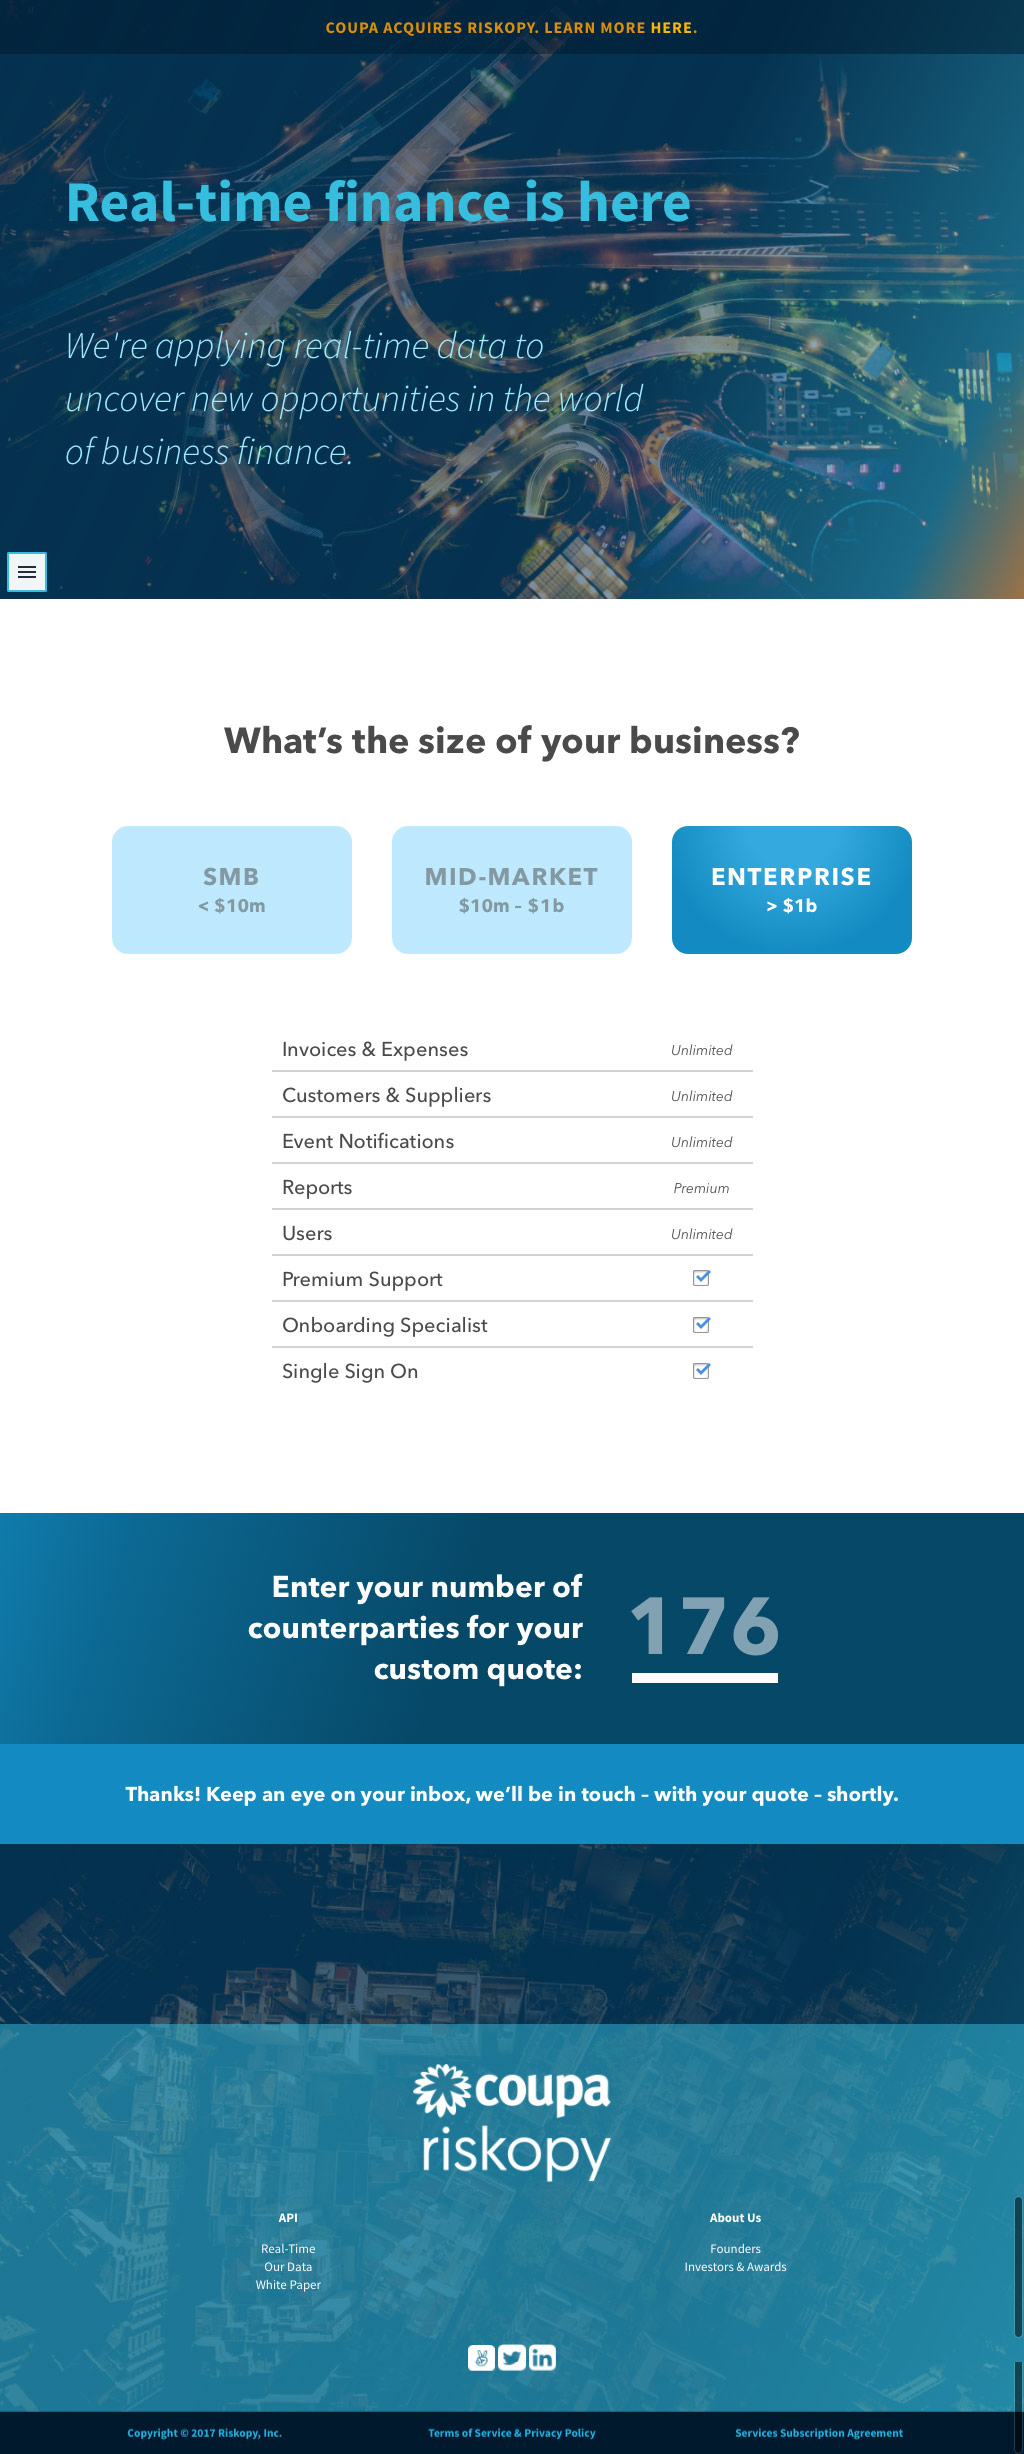 COUPA ACQUIRES RISKOPY. LEARN MORE HERE.
Real-time finance is here
We're applying real-time data to
uncover new opportunities in the world
of business finance.
What's the size of your business?
SMB
< $10m
MID-MARKET
$10m – $1b
ENTERPRISE
> $1b
Invoices & Expenses Unlimited
Customers & Suppliers Unlimited
Event Notifications Unlimited
Reports Premium
Users Unlimited
Premium Support
Onboarding Specialist
Single Sign On
Enter your number of
counterparties for your
custom quote:
176
Thanks! Keep an eye on your inbox, we'll be in touch – with your quote – shortly.
coupa
riskopy
API
Real-Time
Our Data
White Paper
About Us
Founders
Investors & Awards
in
Copyright © 2017 Riskopy, Inc. Terms of Service & Privacy Policy Services Subscription Agreement